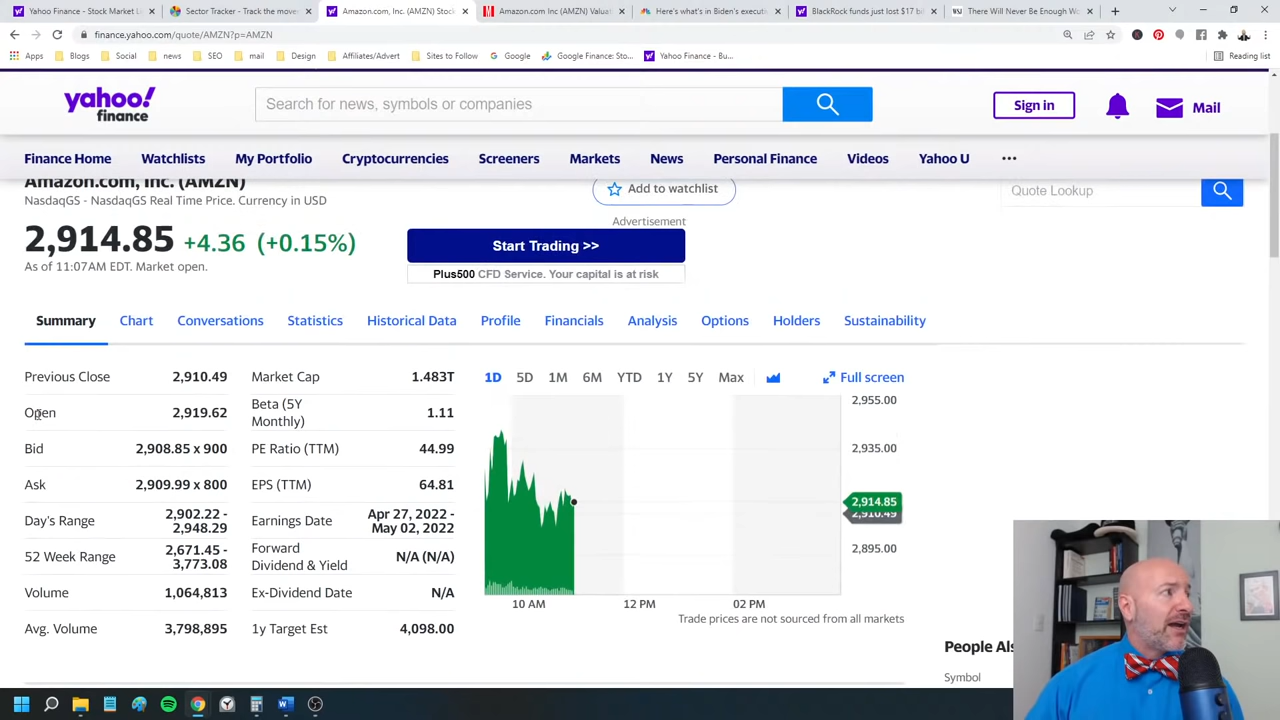 Yahoo Finance - Stock Market L
Sector Tracker - Track the move
Amazon.com, Inc. (AMZN) Stoc
Amazon.com Inc (AMZN) Valuat
Here's what's in Biden's execut
BlackRock funds just lost $17 bil
There Will Never Be Enough Wo
finance.yahoo.com/quote/AMZN?p=AMZN
Apps Blogs Social news SEO mail Design Affiliates/Advert Sites to Follow Google Google Finance: Sto... Yahoo Finance - Bu... Reading list
yahoo!
finance
Search for news, symbols or companies
Sign in
Mail
Finance Home Watchlists My Portfolio Cryptocurrencies Screeners Markets News Personal Finance Videos Yahoo U ...
Amazon.com, Inc. (AMZN)
NasdaqGS - NasdaqGS Real Time Price. Currency in USD
Add to watchlist
Quote Lookup
2,914.85 +4.36 (+0.15%)
As of 11:07AM EDT. Market open.
Advertisement
Start Trading >>
Plus500 CFD Service. Your capital is at risk
Summary Chart Conversations Statistics Historical Data Profile Financials Analysis Options Holders Sustainability
Previous Close 2,910.49
Open 2,919.62
Bid 2,908.85 x 900
Ask 2,909.99 x 800
Day's Range 2,902.22 -
2,948.29
52 Week Range 2,671.45 -
3,773.08
Volume 1,064,813
Avg. Volume 3,798,895
Market Cap 1.483T
Beta (5Y
Monthly) 1.11
PE Ratio (TTM) 44.99
EPS (TTM) 64.81
Earnings Date Apr 27, 2022 -
May 02, 2022
Forward
Dividend & Yield N/A (N/A)
Ex-Dividend Date N/A
1y Target Est 4,098.00
1D 5D 1M 6M YTD 1Y 5Y Max
Full screen
2,955.00
2,935.00
2,914.85
2,910.49
2,895.00
10 AM 12 PM 02 PM
Trade prices are not sourced from all markets
People Als
Symbol